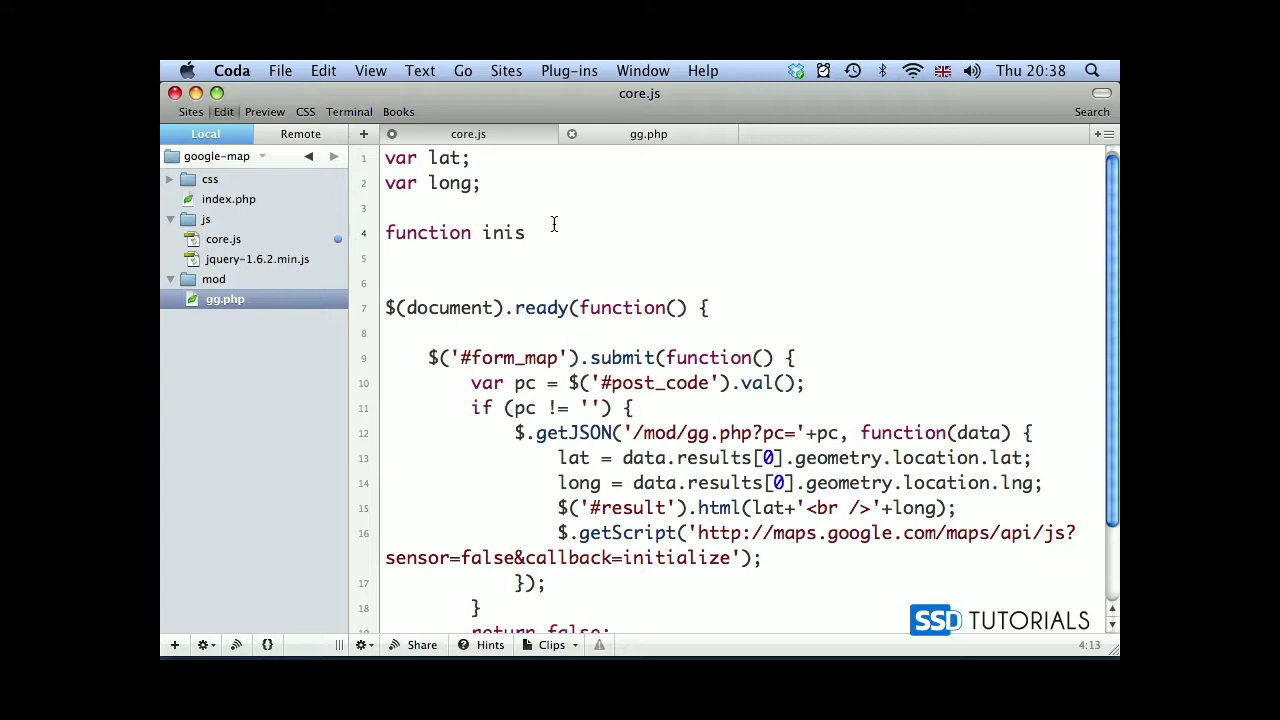 Coda File Edit View Text Go Sites Plug-ins Window Help Thu 20:38
core.js
Sites Edit Preview CSS Terminal Books Search
Local Remote core.js gg.php
google-map
css
index.php
js
core.js
jquery-1.6.2.min.js
mod
gg.php
1 var lat;
2 var long;
3
4 function inis
5
6
7 $(document).ready(function() {
8
9 $('#form_map').submit(function() {
10 var pc = $('#post_code').val();
11 if (pc != '') {
12 $.getJSON('/mod/gg.php?pc='+pc, function(data) {
13 lat = data.results[0].geometry.location.lat;
14 long = data.results[0].geometry.location.lng;
15 $('#result').html(lat+'<br />'+long);
16 $.getScript('http://maps.google.com/maps/api/js?
sensor=false&callback=initialize');
17 });
18 }
19 return false;
SSD TUTORIALS
Share Hints Clips 4:13